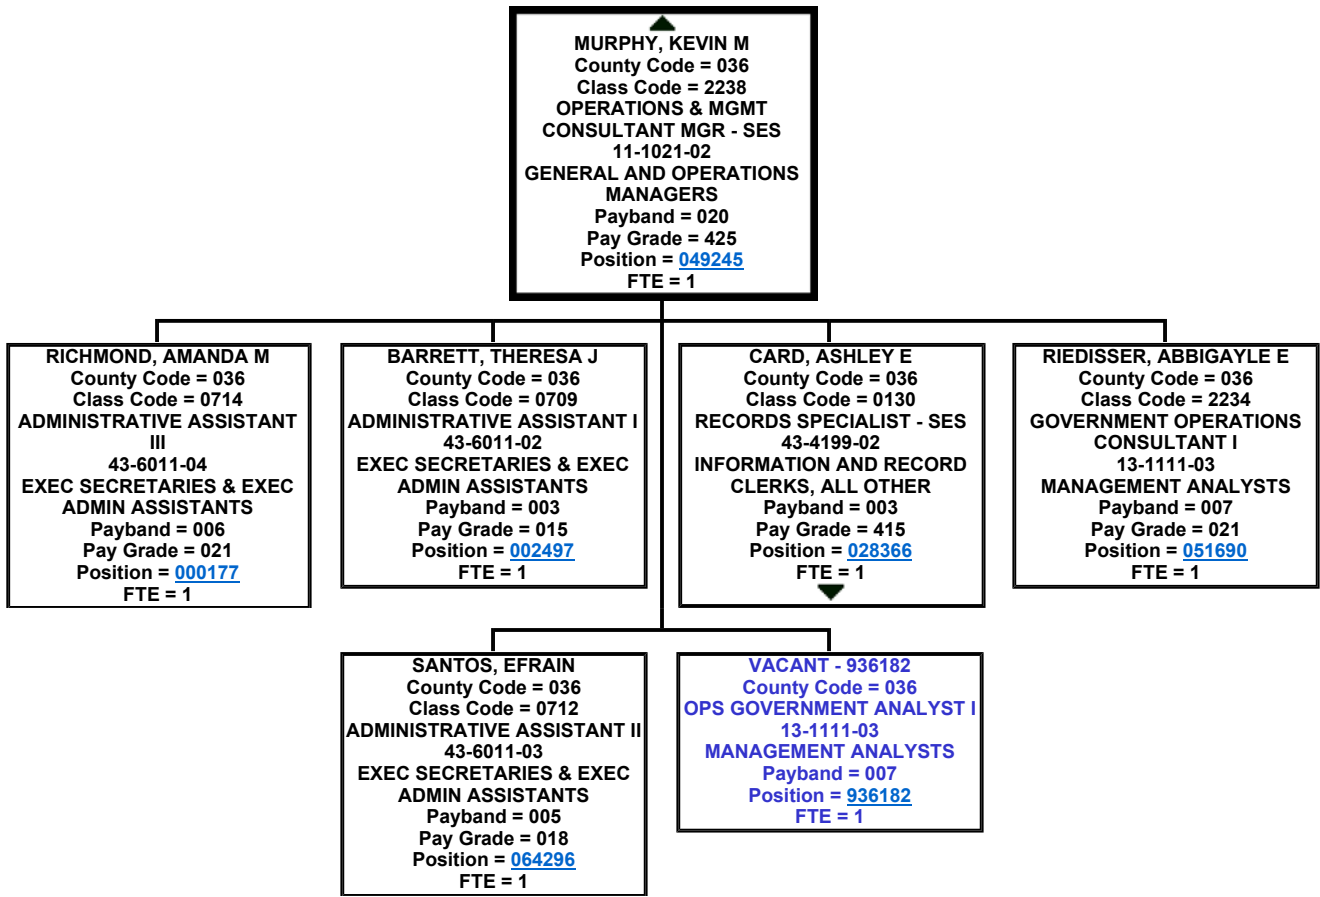 MURPHY, KEVIN M
County Code = 036
Class Code = 2238
OPERATIONS & MGMT
CONSULTANT MGR - SES
11-1021-02
GENERAL AND OPERATIONS
MANAGERS
Payband = 020
Pay Grade = 425
Position = 049245
FTE = 1
RICHMOND, AMANDA M
County Code = 036
Class Code = 0714
ADMINISTRATIVE ASSISTANT
III
43-6011-04
EXEC SECRETARIES & EXEC
ADMIN ASSISTANTS
Payband = 006
Pay Grade = 021
Position = 000177
FTE = 1
BARRETT, THERESA J
County Code = 036
Class Code = 0709
ADMINISTRATIVE ASSISTANT I
43-6011-02
EXEC SECRETARIES & EXEC
ADMIN ASSISTANTS
Payband = 003
Pay Grade = 015
Position = 002497
FTE = 1
CARD, ASHLEY E
County Code = 036
Class Code = 0130
RECORDS SPECIALIST - SES
43-4199-02
INFORMATION AND RECORD
CLERKS, ALL OTHER
Payband = 003
Pay Grade = 415
Position = 028366
FTE = 1
RIEDISSER, ABBIGAYLE E
County Code = 036
Class Code = 2234
GOVERNMENT OPERATIONS
CONSULTANT I
13-1111-03
MANAGEMENT ANALYSTS
Payband = 007
Pay Grade = 021
Position = 051690
FTE = 1
SANTOS, EFRAIN
County Code = 036
Class Code = 0712
ADMINISTRATIVE ASSISTANT II
43-6011-03
EXEC SECRETARIES & EXEC
ADMIN ASSISTANTS
Payband = 005
Pay Grade = 018
Position = 064296
FTE = 1
VACANT - 936182
County Code = 036
OPS GOVERNMENT ANALYST I
13-1111-03
MANAGEMENT ANALYSTS
Payband = 007
Position = 936182
FTE = 1